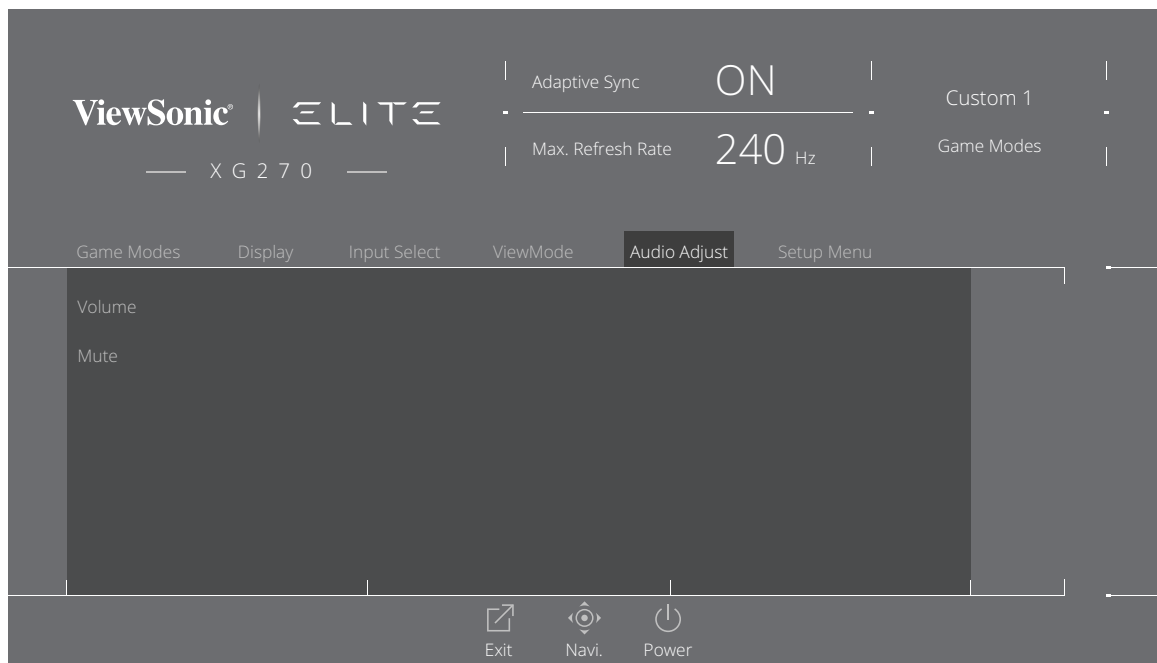 ViewSonic® ELITE
XG270
Adaptive Sync ON
Max. Refresh Rate 240 Hz
Custom 1
Game Modes
Game Modes Display Input Select ViewMode Audio Adjust Setup Menu
Volume
Mute
Exit Navi. Power